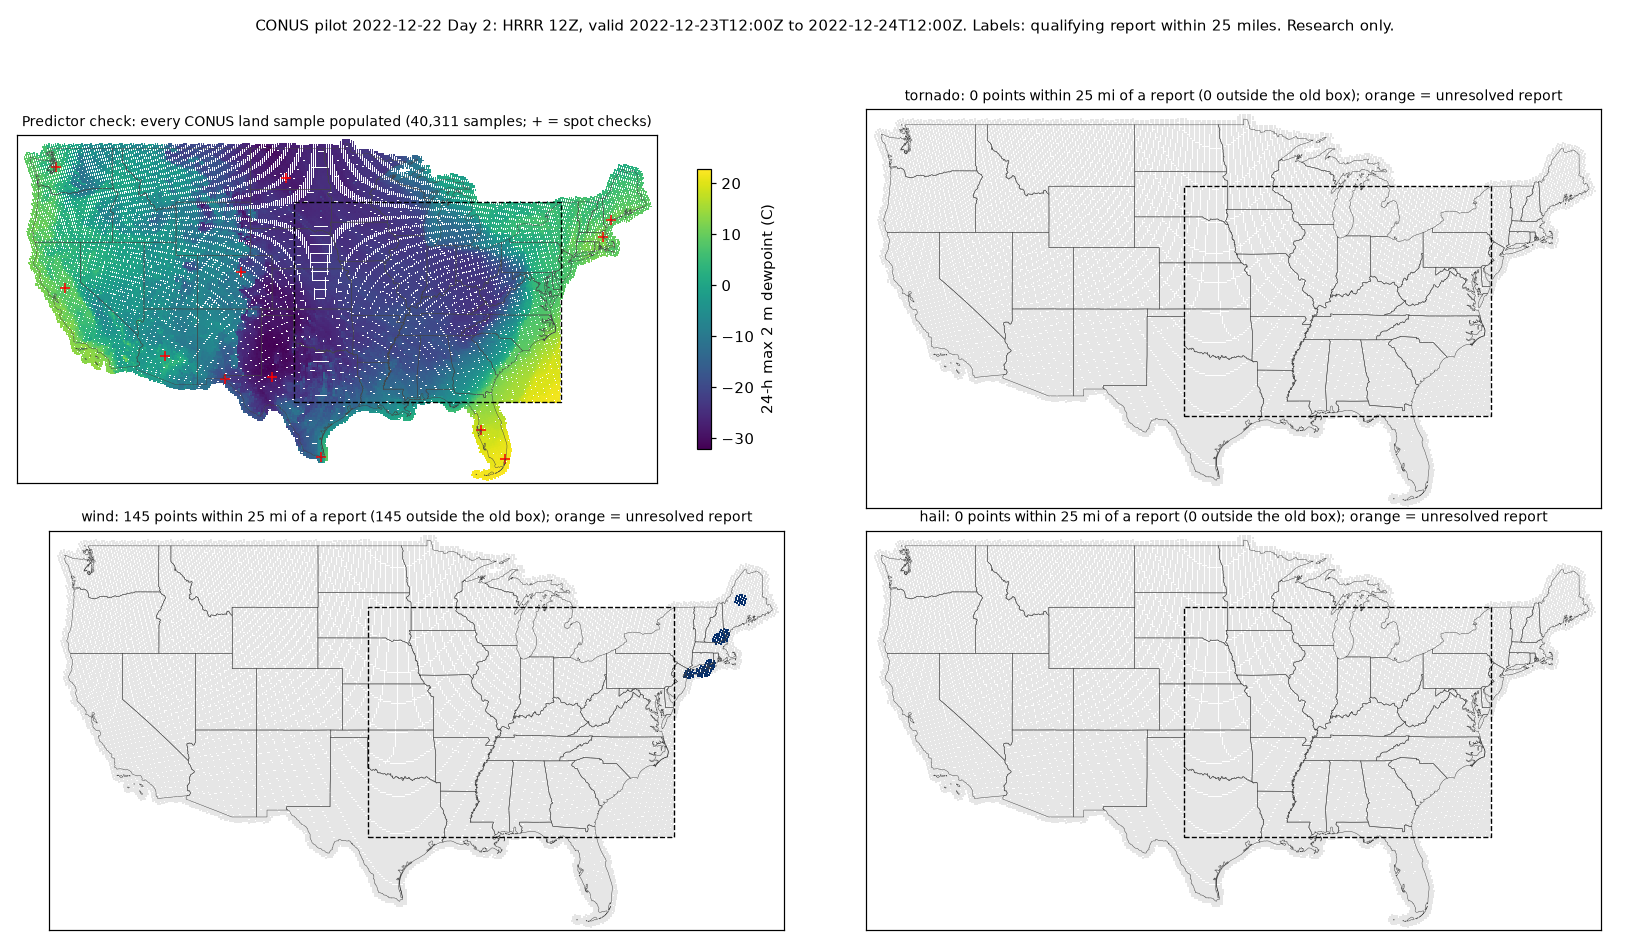 CONUS pilot 2022-12-22 Day 2: HRRR 12Z, valid 2022-12-23T12:00Z to 2022-12-24T12:00Z. Labels: qualifying report within 25 miles. Research only.
Predictor check: every CONUS land sample populated (40,311 samples; + = spot checks)
20
10
0
−10
−20
−30
24-h max 2 m dewpoint (C)
tornado: 0 points within 25 mi of a report (0 outside the old box); orange = unresolved report
wind: 145 points within 25 mi of a report (145 outside the old box); orange = unresolved report
hail: 0 points within 25 mi of a report (0 outside the old box); orange = unresolved report